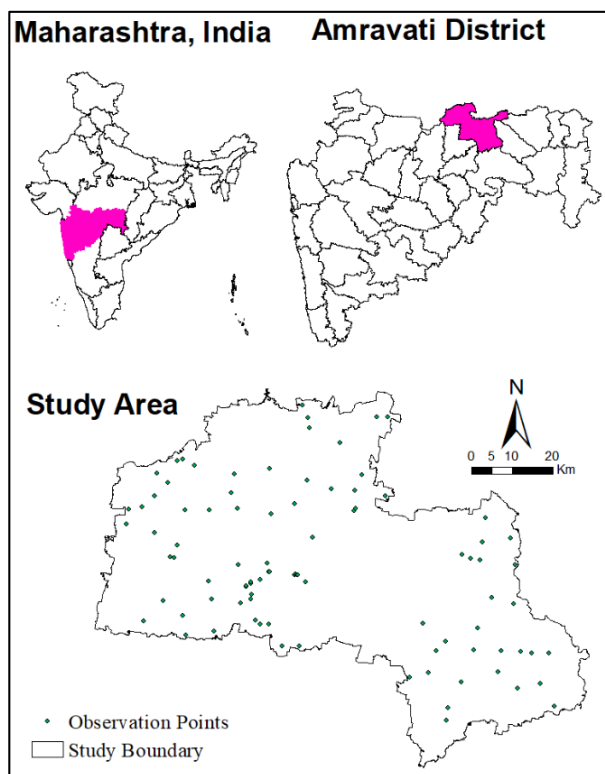 Maharashtra, India
Amravati District
Study Area
N
0 5 10 20
Km
Observation Points
Study Boundary